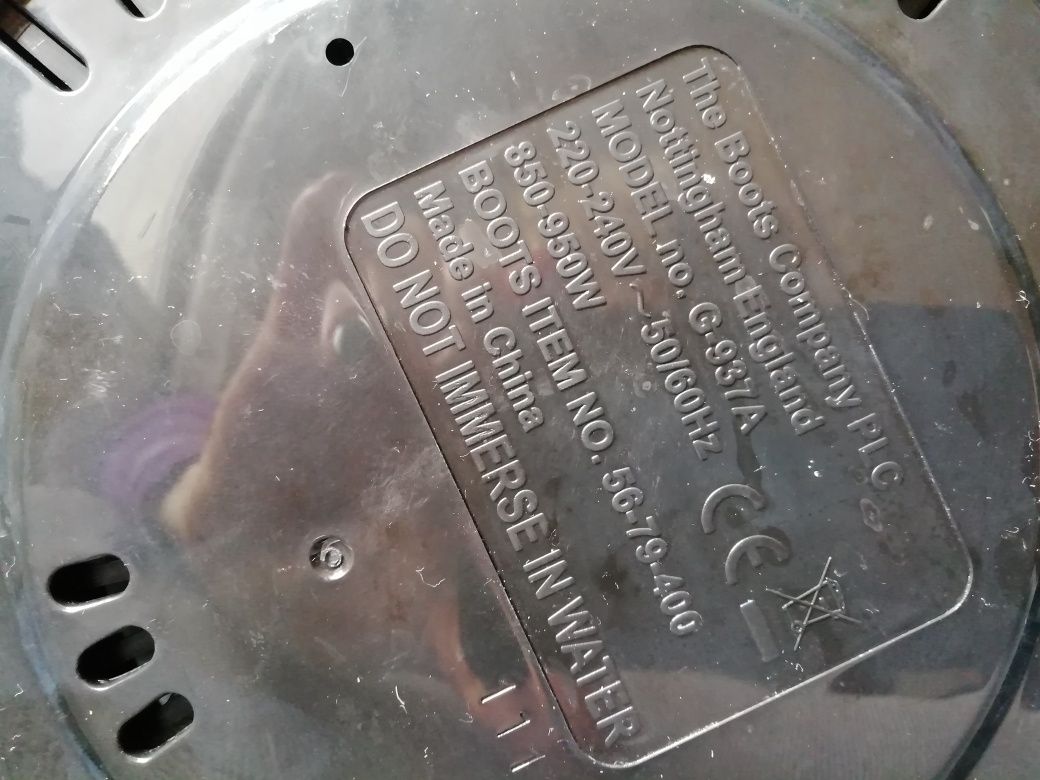 The Boots Company PLC
Nottingham England
MODEL no. G-937A
220-240V ~ 50/60Hz
850-950W
BOOTS ITEM NO. 56-79-400
Made in China
DO NOT IMMERSE IN WATER
CE
6